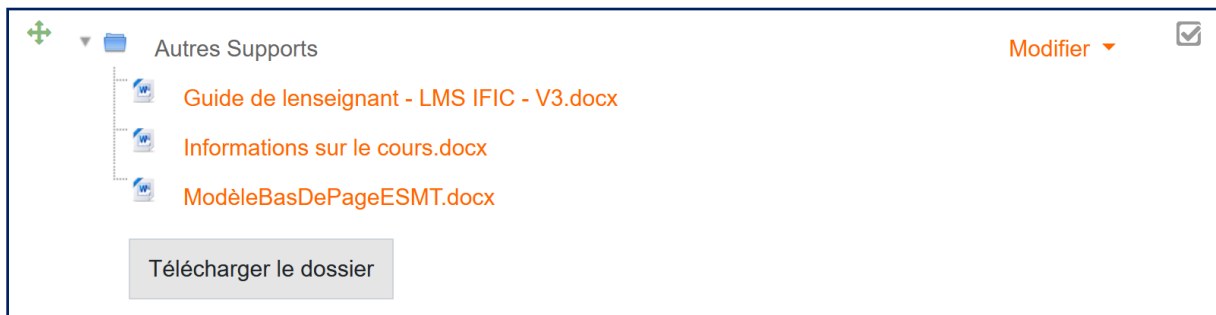 Autres Supports Modifier
Guide de lenseignant - LMS IFIC - V3.docx
Informations sur le cours.docx
ModèleBasDePageESMT.docx
Télécharger le dossier